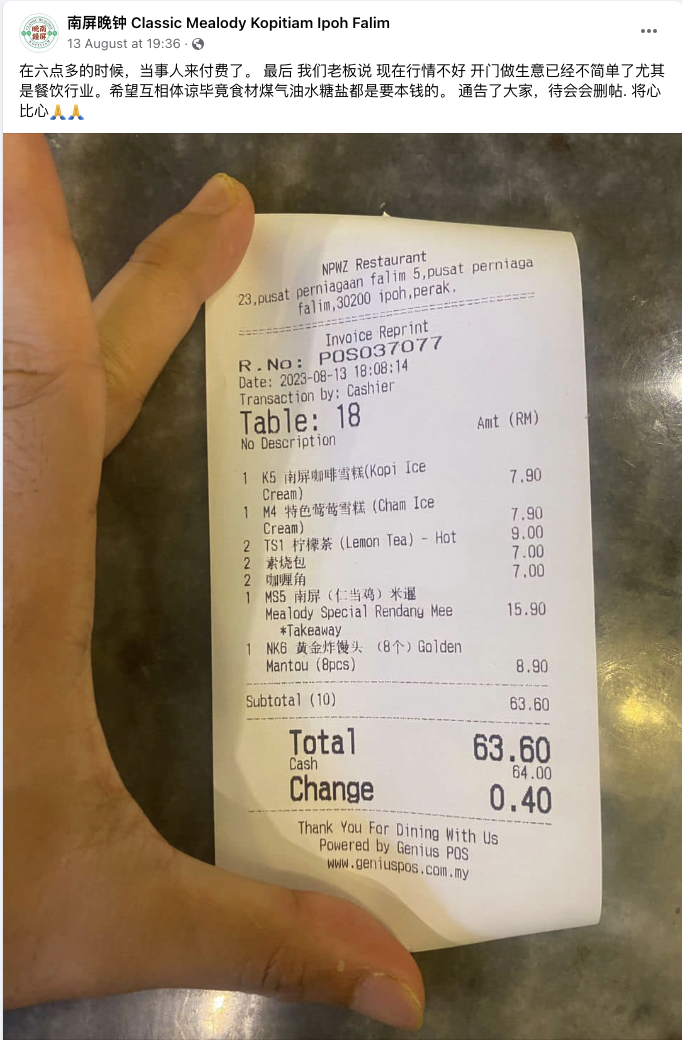 南屏晚钟 Classic Mealody Kopitiam Ipoh Falim
13 August at 19:36 ·
在六点多的时候，当事人来付费了。 最后 我们老板说 现在行情不好 开门做生意已经不简单了尤其
是餐饮行业。希望互相体谅毕竟食材煤气油水糖盐都是要本钱的。 通告了大家，待会会删帖. 将心
比心🙏🙏
NPWZ Restaurant
23,pusat perniagaan falim 5,pusat perniaga
falim,30200 ipoh,perak.
Invoice Reprint
R.No: POS037077
Date: 2023-08-13 18:08:14
Transaction by: Cashier
Table: 18 Amt (RM)
No Description
1 K5 南屏咖啡雪糕(Kopi Ice 7.90
Cream)
1 M4 特色莺莺雪糕 (Cham Ice 7.90
Cream)
2 TS1 柠檬茶 (Lemon Tea) - Hot 9.00
2 素烧包 7.00
2 咖喱角 7.00
1 MS5 南屏（仁当鸡）米暹
Mealody Special Rendang Mee 15.90
*Takeaway
1 NK6 黄金炸馒头 （8个）Golden
Mantou (8pcs) 8.90
Subtotal (10) 63.60
Total 63.60
Cash 64.00
Change 0.40
Thank You For Dining With Us
Powered by Genius POS
www.geniuspos.com.my